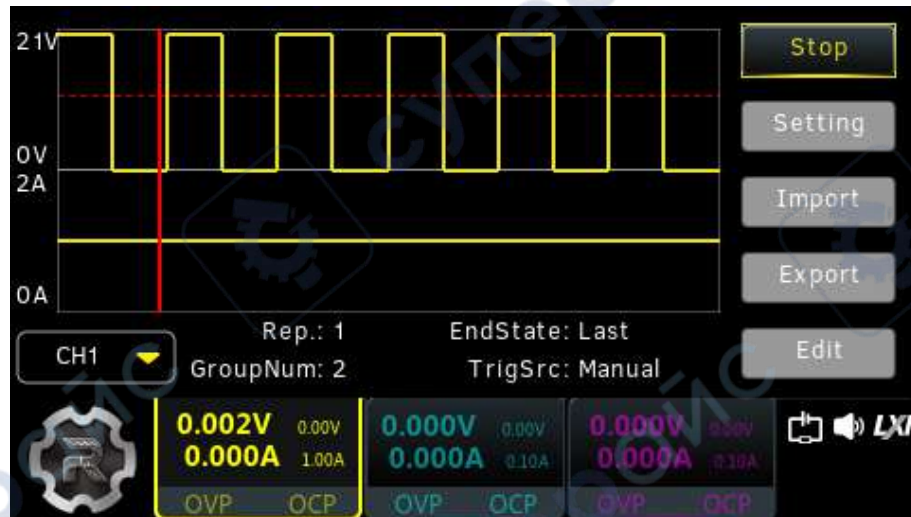 21V
0V
2A
0A
Stop
Setting
Import
Export
Edit
CH1
Rep.: 1
EndState: Last
GroupNum: 2
TrigSrc: Manual
0.002V 0.00V
0.000A 1.00A
OVP OCP
0.000V 0.00V
0.000A 0.10A
OVP OCP
0.000V 0.00V
0.000A 0.10A
OVP OCP
LXI
супер
ройс